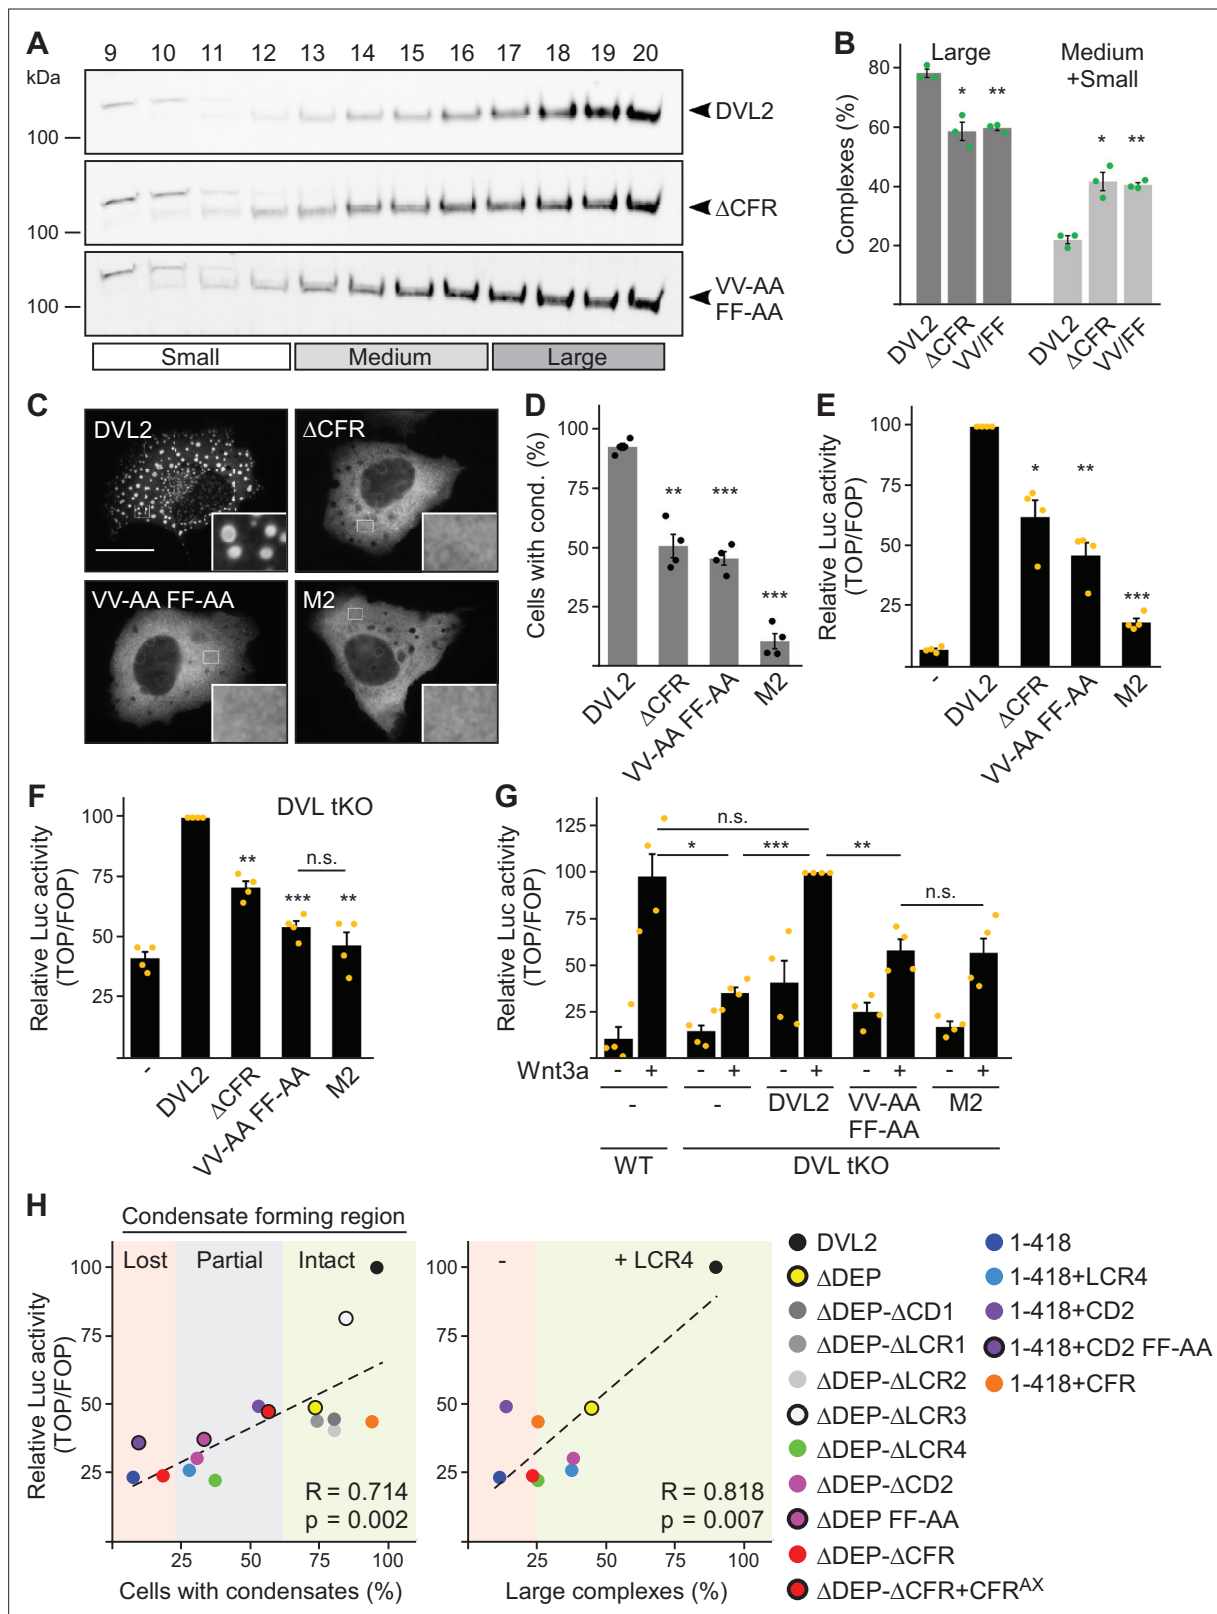 A
9 10 11 12 13 14 15 16 17 18 19 20
kDa
100
DVL2
100
ΔCFR
100
VV-AA
FF-AA
Small Medium Large
B
Large
Medium
+Small
Complexes (%)
80
60
40
20
* **
* **
DVL2 ΔCFR VV/FF
DVL2 ΔCFR VV/FF
C
DVL2
ΔCFR
VV-AA FF-AA
M2
D
Cells with cond. (%)
100
75
50
25
** *** ***
DVL2 ΔCFR VV-AA FF-AA M2
E
Relative Luc activity
(TOP/FOP)
100
75
50
25
* ** ***
- DVL2 ΔCFR VV-AA FF-AA M2
F
DVL tKO
Relative Luc activity
(TOP/FOP)
100
75
50
25
n.s.
** *** **
- DVL2 ΔCFR VV-AA FF-AA M2
G
Relative Luc activity
(TOP/FOP)
125
100
75
50
25
n.s.
* *** **
n.s.
Wnt3a - + - + - + - + - +
- - DVL2 VV-AA M2
FF-AA
WT DVL tKO
H
Condensate forming region
Lost Partial Intact
Relative Luc activity
(TOP/FOP)
100
75
50
25
R = 0.714
p = 0.002
25 50 75 100
Cells with condensates (%)
- + LCR4
100
75
50
25
R = 0.818
p = 0.007
25 50 75 100
Large complexes (%)
DVL2
ΔDEP
ΔDEP-ΔCD1
ΔDEP-ΔLCR1
ΔDEP-ΔLCR2
ΔDEP-ΔLCR3
ΔDEP-ΔLCR4
ΔDEP-ΔCD2
ΔDEP FF-AA
ΔDEP-ΔCFR
ΔDEP-ΔCFR+CFRAX
1-418
1-418+LCR4
1-418+CD2
1-418+CD2 FF-AA
1-418+CFR